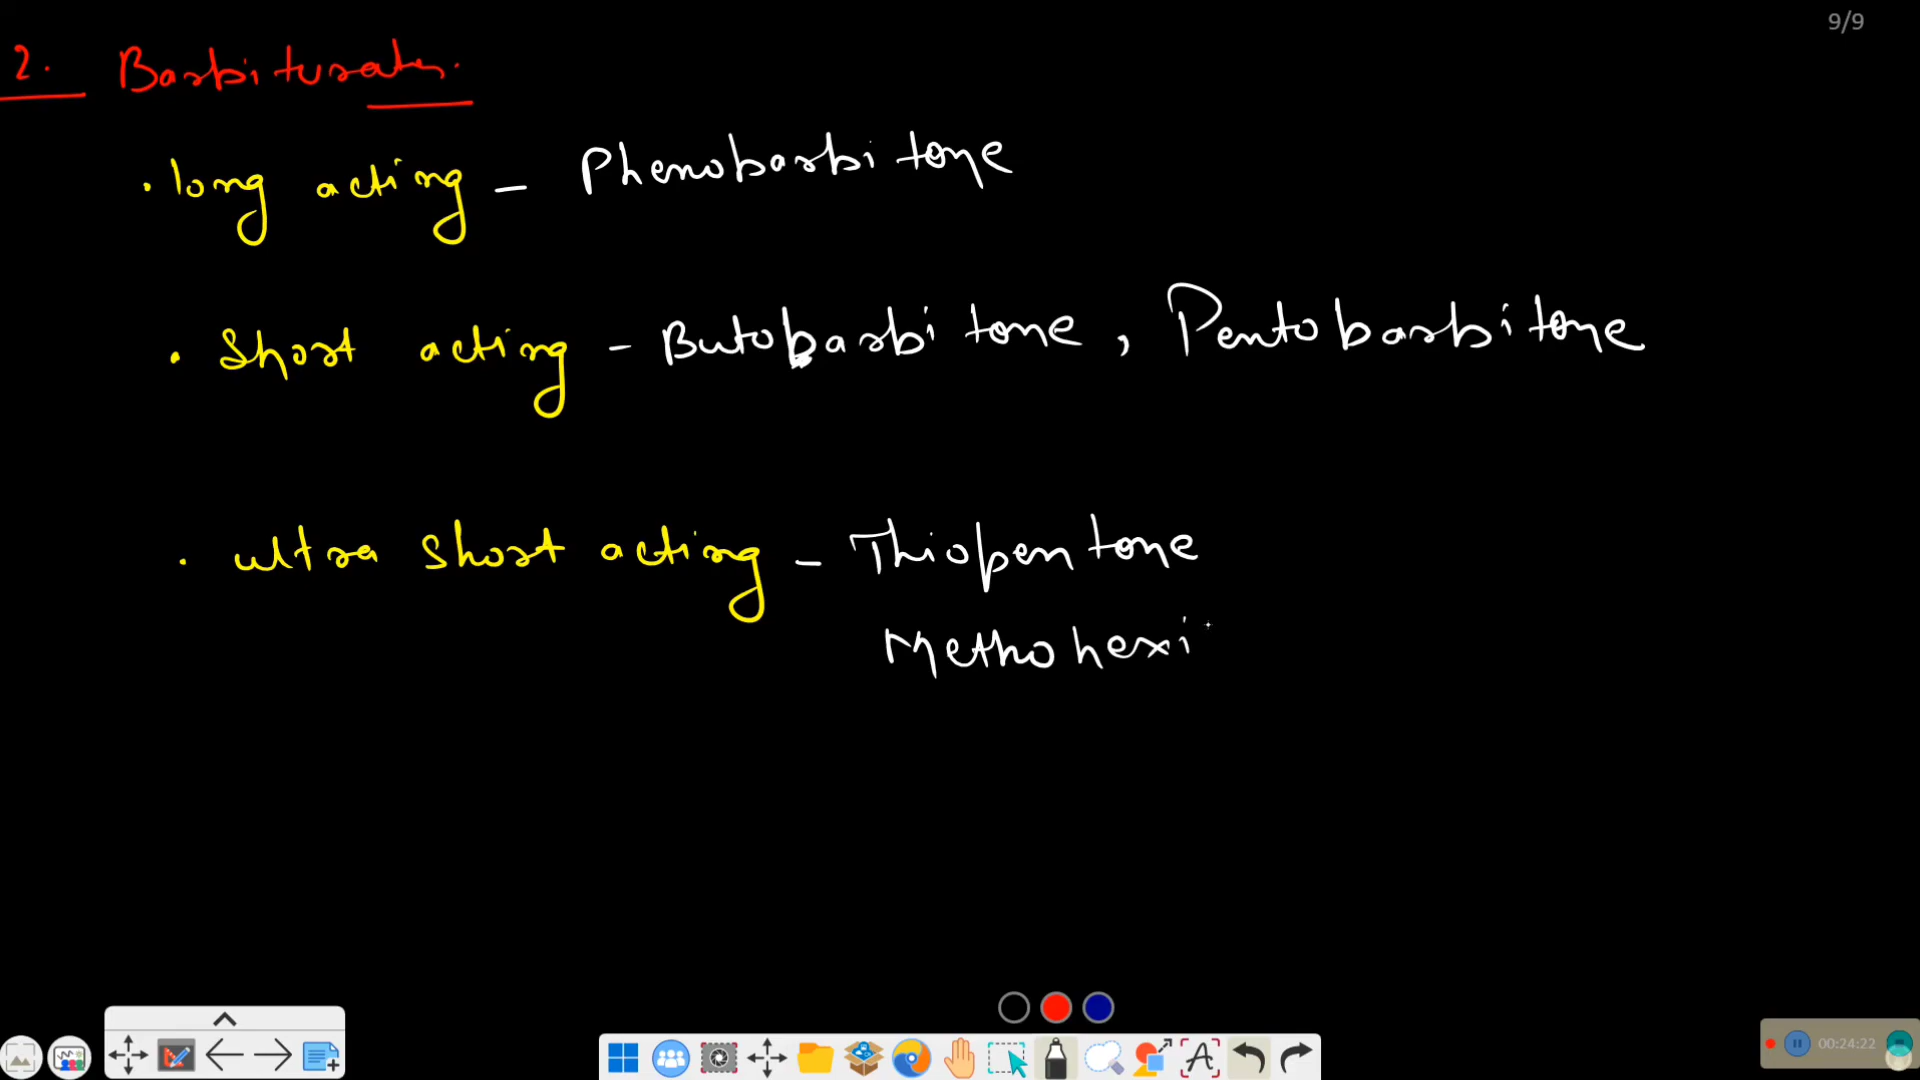 9/9
2. Barbiturates.
· long acting - Phenobarbitone
· Short acting - Butobarbitone, Pentobarbitone
· ultra short acting - Thiopentone
Methohexi
00:24:22